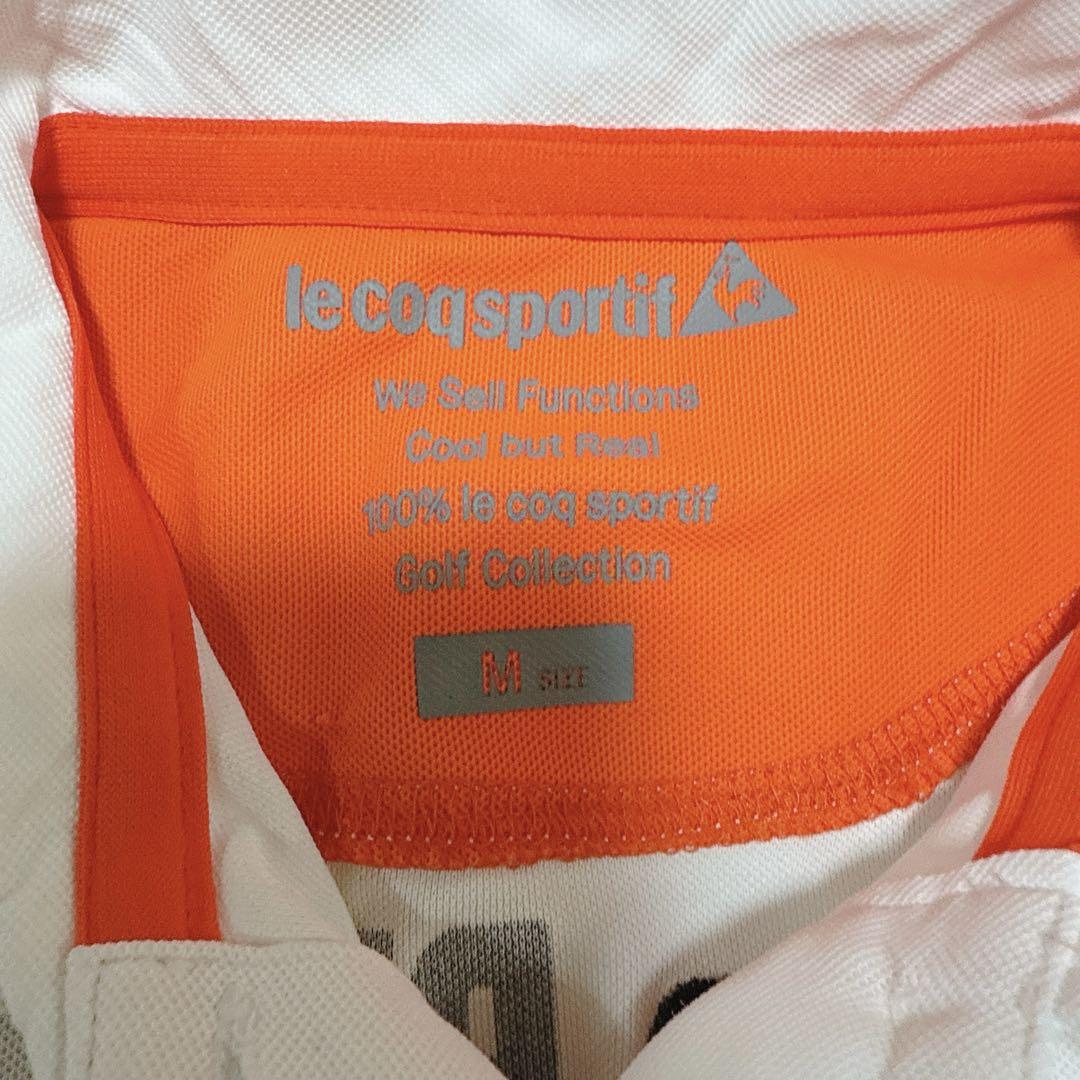 le coq sportif
We Sell Functions
Cool but Real
100% le coq sportif
Golf Collection
M SIZE